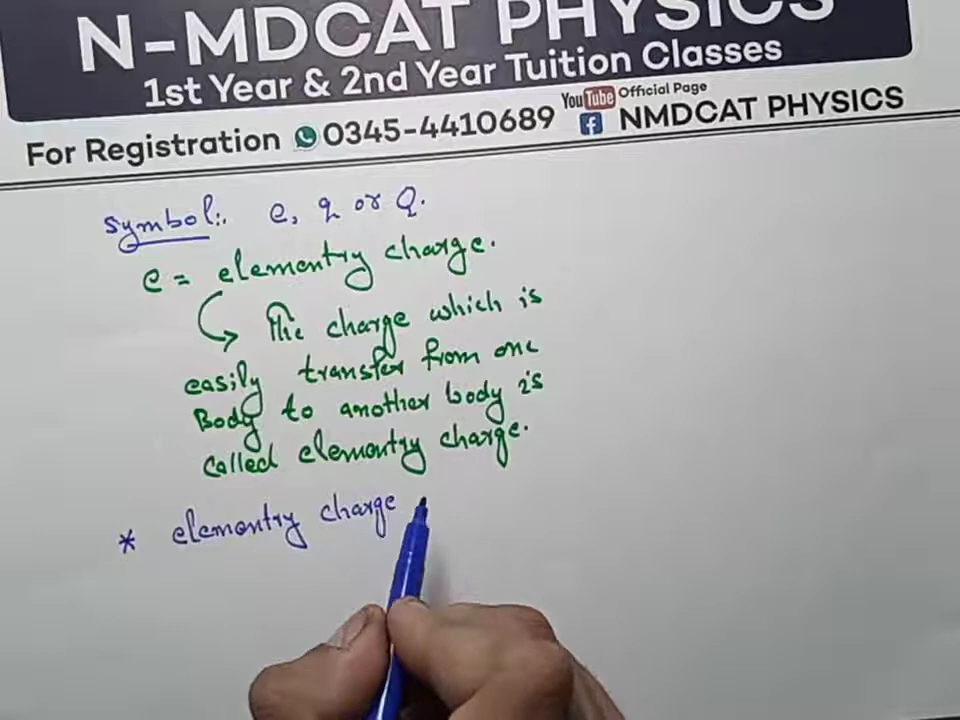 N-MDCAT PHYSICS
1st Year & 2nd Year Tuition Classes
For Registration 0345-4410689 YouTube Official Page NMDCAT PHYSICS
Symbol:. e, q or Q.
e = elementry charge.
The charge which is
easily transfer from one
Body to another body is
called elementry charge.
* elementry charge